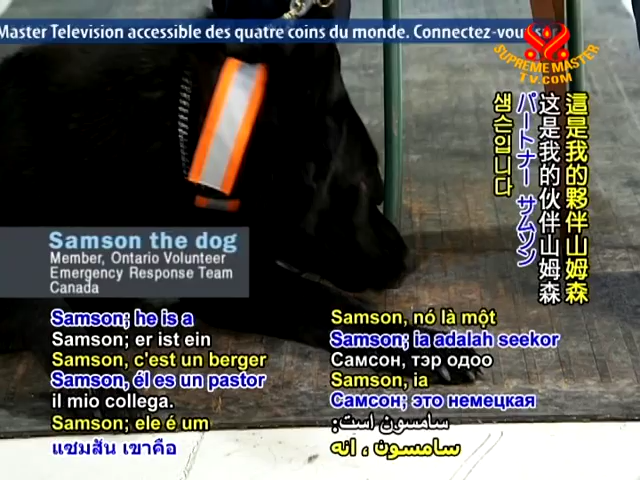 Master Television accessible des quatre coins du monde. Connectez-vous sur
SUPREME MASTER
TV.COM
這是我的夥伴山姆森
这是我的伙伴山姆森
パートナー サムソン
샘슨입니다
Samson the dog
Member, Ontario Volunteer
Emergency Response Team
Canada
Samson; he is a
Samson; er ist ein
Samson, c'est un berger
Samson, él es un pastor
il mio collega.
Samson; ele é um
แซมสัน เขาคือ
Samson, nó là một
Samson; ia adalah seekor
Самсон, тэр одоо
Samson, ia
Самсон; это немецкая
سامسون است:
سامسون ، انه